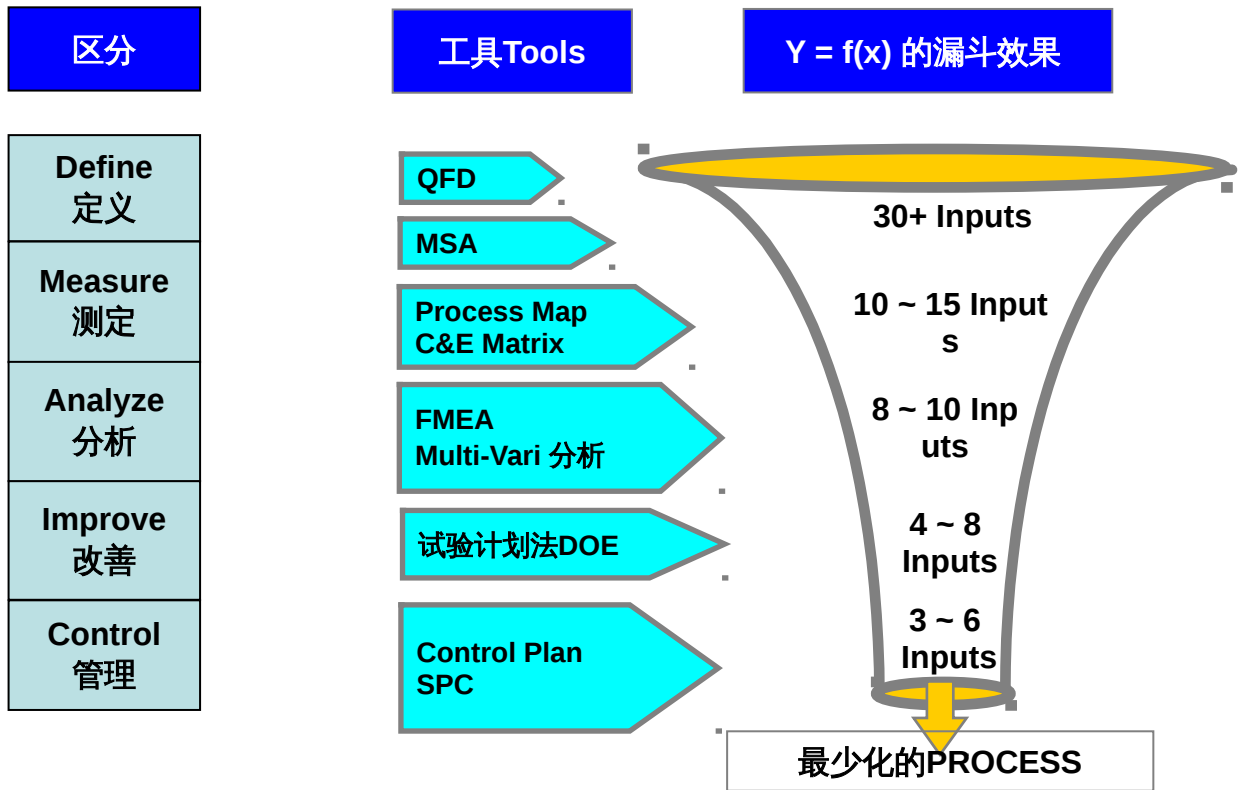 区分
工具Tools
Y = f(x) 的漏斗效果
Define
定义
Measure
测定
Analyze
分析
Improve
改善
Control
管理
QFD
MSA
Process Map
C&E Matrix
FMEA
Multi-Vari 分析
试验计划法DOE
Control Plan
SPC
30+ Inputs
10 ~ 15 Input
s
8 ~ 10 Inp
uts
4 ~ 8
Inputs
3 ~ 6
Inputs
最少化的PROCESS